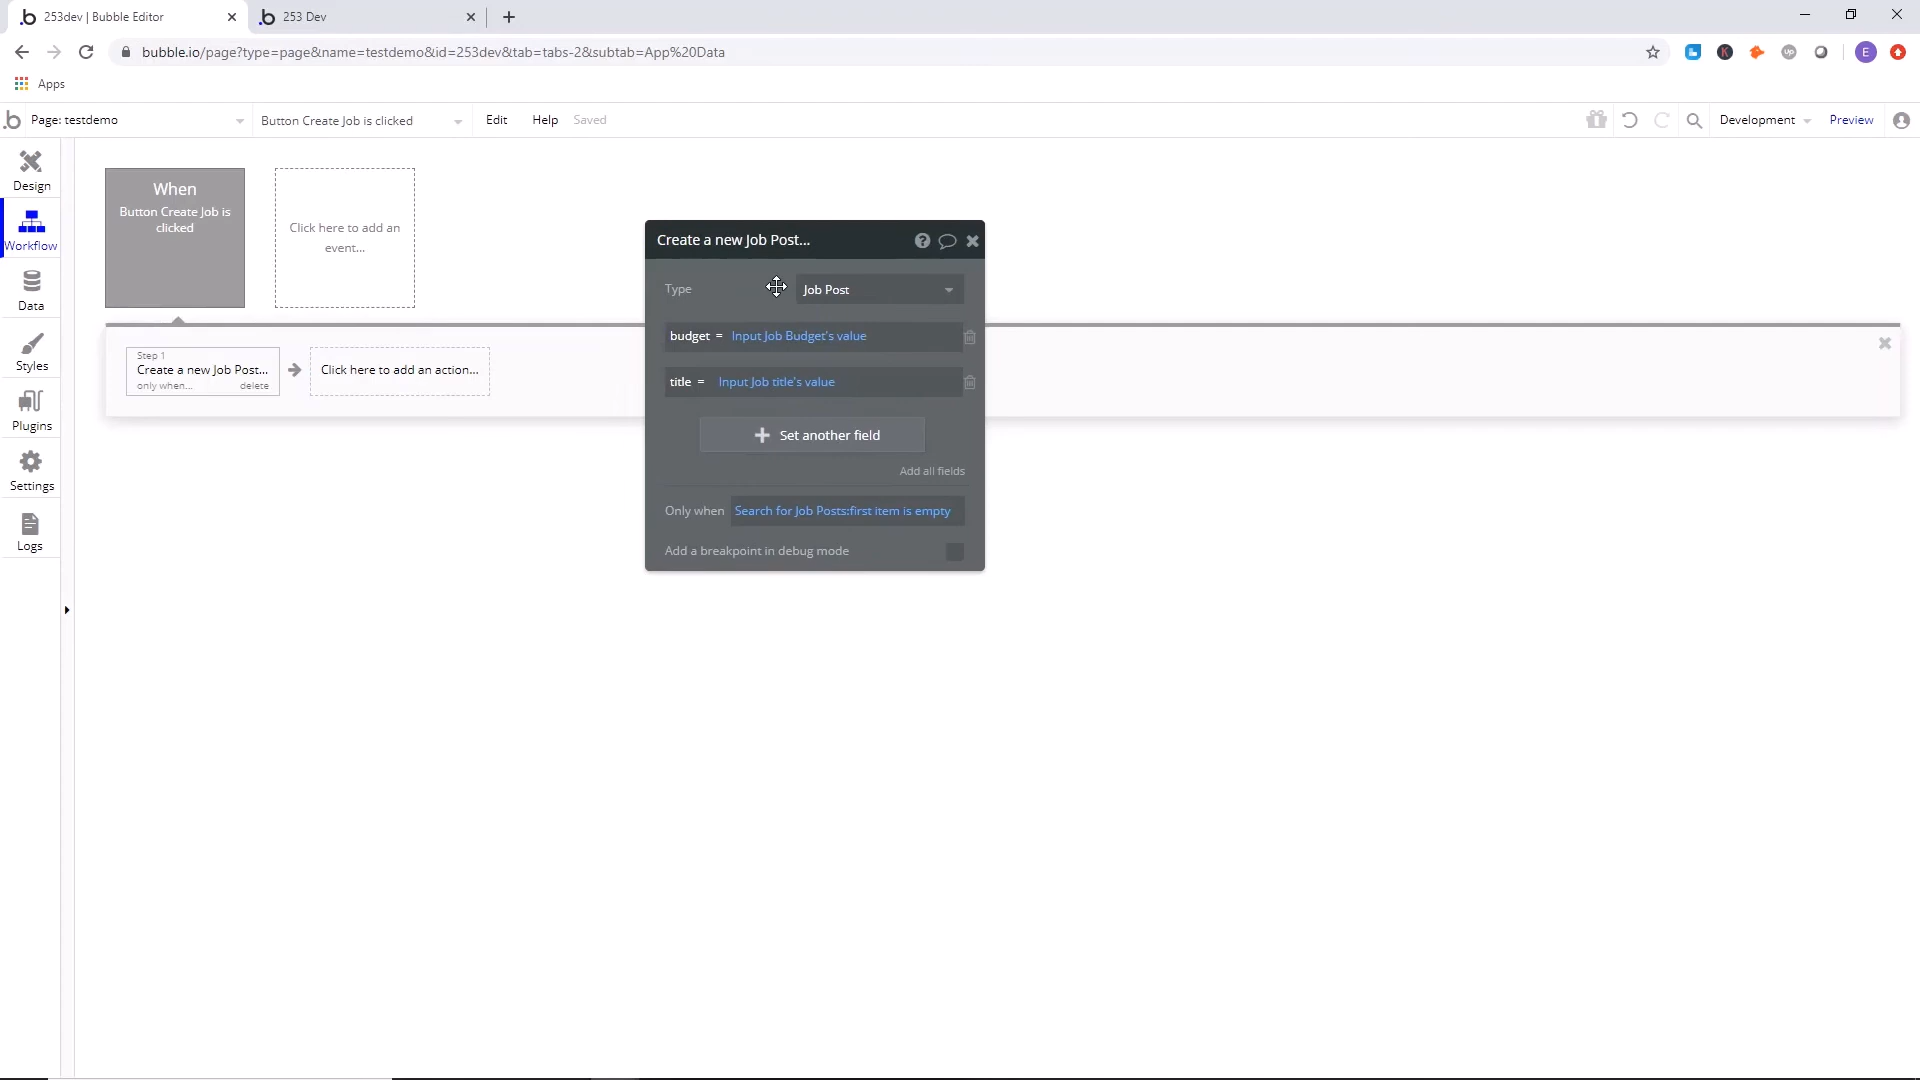 253dev | Bubble Editor
253 Dev
bubble.io/page?type=page&name=testdemo&id=253dev&tab=tabs-2&subtab=App%20Data
Apps
Page: testdemo
Button Create Job is clicked
Edit
Help
Saved
Development
Preview
Design
Workflow
Data
Styles
Plugins
Settings
Logs
When
Button Create Job is
clicked
Click here to add an
event...
Step 1
Create a new Job Post...
only when...
delete
Click here to add an action...
Create a new Job Post...
Type
Job Post
budget = Input Job Budget's value
title = Input Job title's value
Set another field
Add all fields
Only when
Search for Job Posts:first item is empty
Add a breakpoint in debug mode